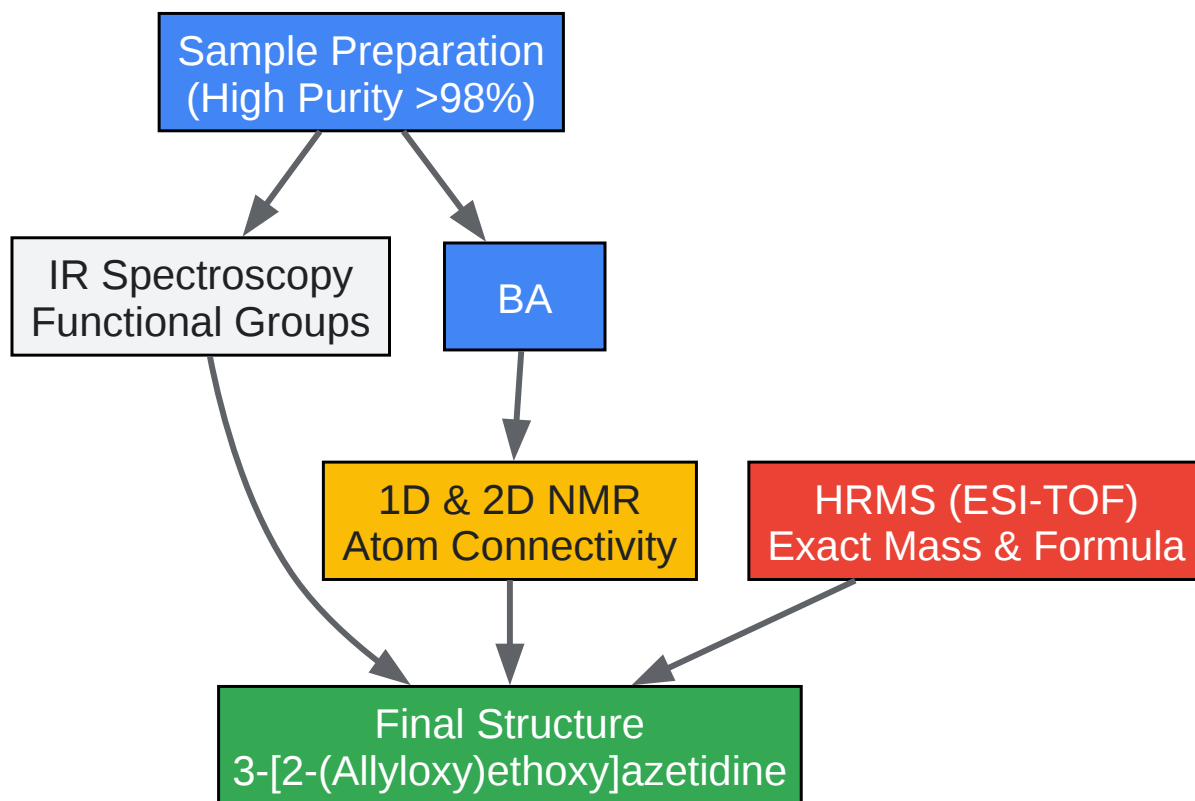 Sample Preparation
(High Purity >98%)
IR Spectroscopy
Functional Groups
BA
1D & 2D NMR
Atom Connectivity
HRMS (ESI-TOF)
Exact Mass & Formula
Final Structure
3-[2-(Allyloxy)ethoxy]azetidine